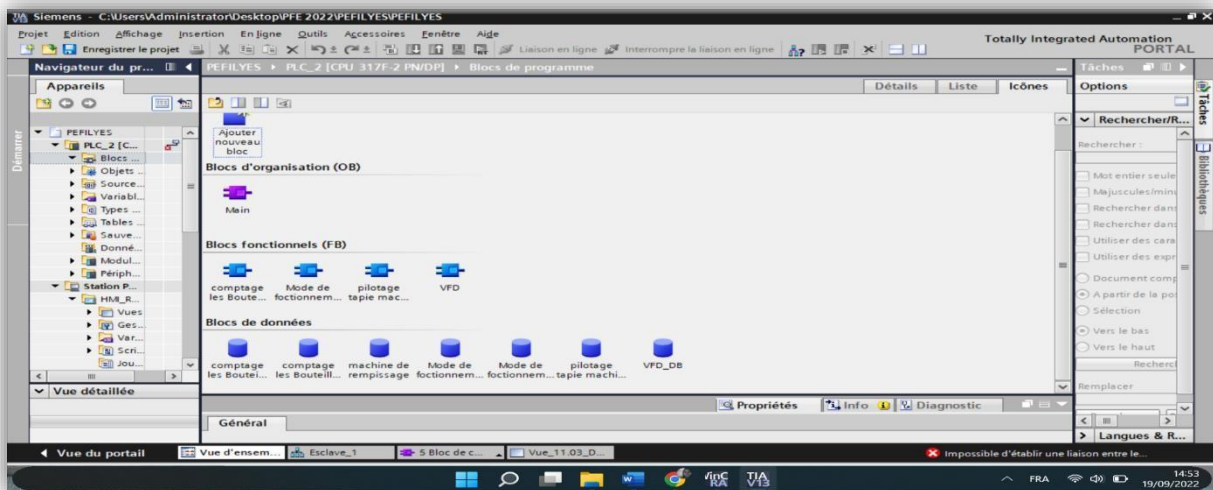 Siemens - C:\Users\Administrator\Desktop\PFE 2022\PEFILYES\PEFILYES
Projet Edition Affichage Insertion En ligne Outils Accessoires Fenêtre Aide
Totally Integrated Automation
PORTAL
Enregistrer le projet Liaison en ligne Interrompre la liaison en ligne
Navigateur du pr...
PEFILYES PLC_2 [CPU 317F-2 PN/DP] Blocs de programme
Tâches
Appareils
Détails Liste Icônes
Options
Démarrer
PEFILYES
PLC_2 [C...
Blocs ...
Objets ...
Source...
Variabl...
Types ...
Tables ...
Sauve...
Donné...
Modul...
Périph...
Station P...
HMI_R...
Vues
Ges...
Var...
Scri...
Jou...
Vue détaillée
Ajouter
nouveau
bloc
Blocs d'organisation (OB)
Main
Blocs fonctionnels (FB)
comptage Mode de pilotage VFD
les Boute... foctionnem... tapie mac...
Blocs de données
comptage comptage machine de Mode de Mode de pilotage VFD_DB
les Boutei... les Bouteill... rempissage foctionnem... foctionnem... tapie machi...
Propriétés Info Diagnostic
Général
Rechercher/R...
Rechercher :
Mot entier seule
Majuscules/min
Rechercher dans
Rechercher dans
Utiliser des cara
Utiliser des expr
Document comp
A partir de la pos
Sélection
Vers le bas
Vers le haut
Recherch
Remplacer
Langues & R...
Tâches
Bibliothèques
Vue du portail Vue d'ensem... Esclave_1 5 Bloc de c... Vue_11.03_D... Impossible d'établir une liaison entre le...
FRA
14:53
19/09/2022